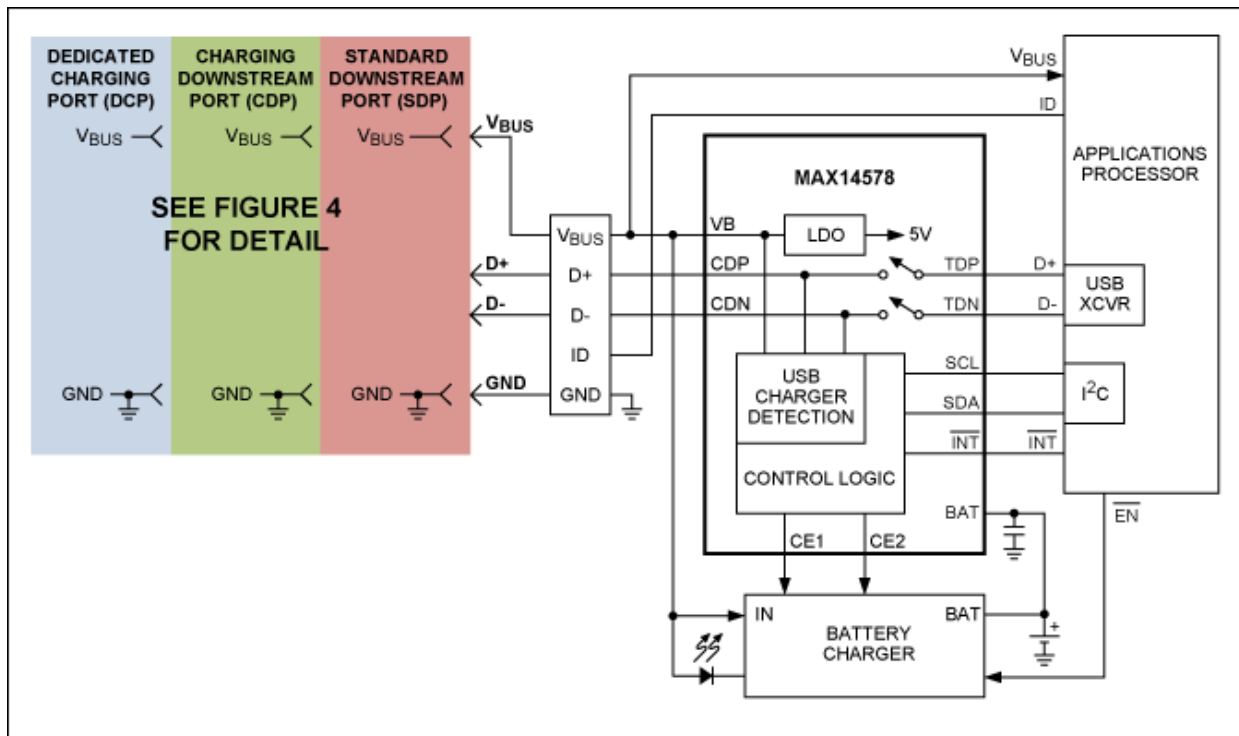 DEDICATED
CHARGING
PORT (DCP)
CHARGING
DOWNSTREAM
PORT (CDP)
STANDARD
DOWNSTREAM
PORT (SDP)
VBUS
VBUS
VBUS
VBUS
SEE FIGURE 4
FOR DETAIL
D+
D-
GND
GND
GND
GND
VBUS
D+
D-
ID
GND
VBUS
ID
APPLICATIONS
PROCESSOR
MAX14578
VB
LDO
5V
CDP
TDP
D+
CDN
TDN
D-
USB
XCVR
USB
CHARGER
DETECTION
CONTROL LOGIC
SCL
SDA
I²C
INT
INT
BAT
EN
CE1
CE2
IN
BAT
BATTERY
CHARGER
+